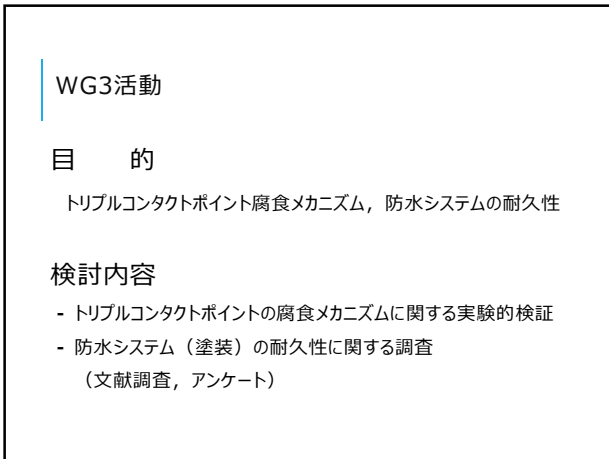 WG3活動
目　　的
トリプルコンタクトポイント腐食メカニズム，防水システムの耐久性
検討内容
- トリプルコンタクトポイントの腐食メカニズムに関する実験的検証
- 防水システム（塗装）の耐久性に関する調査
（文献調査，アンケート）